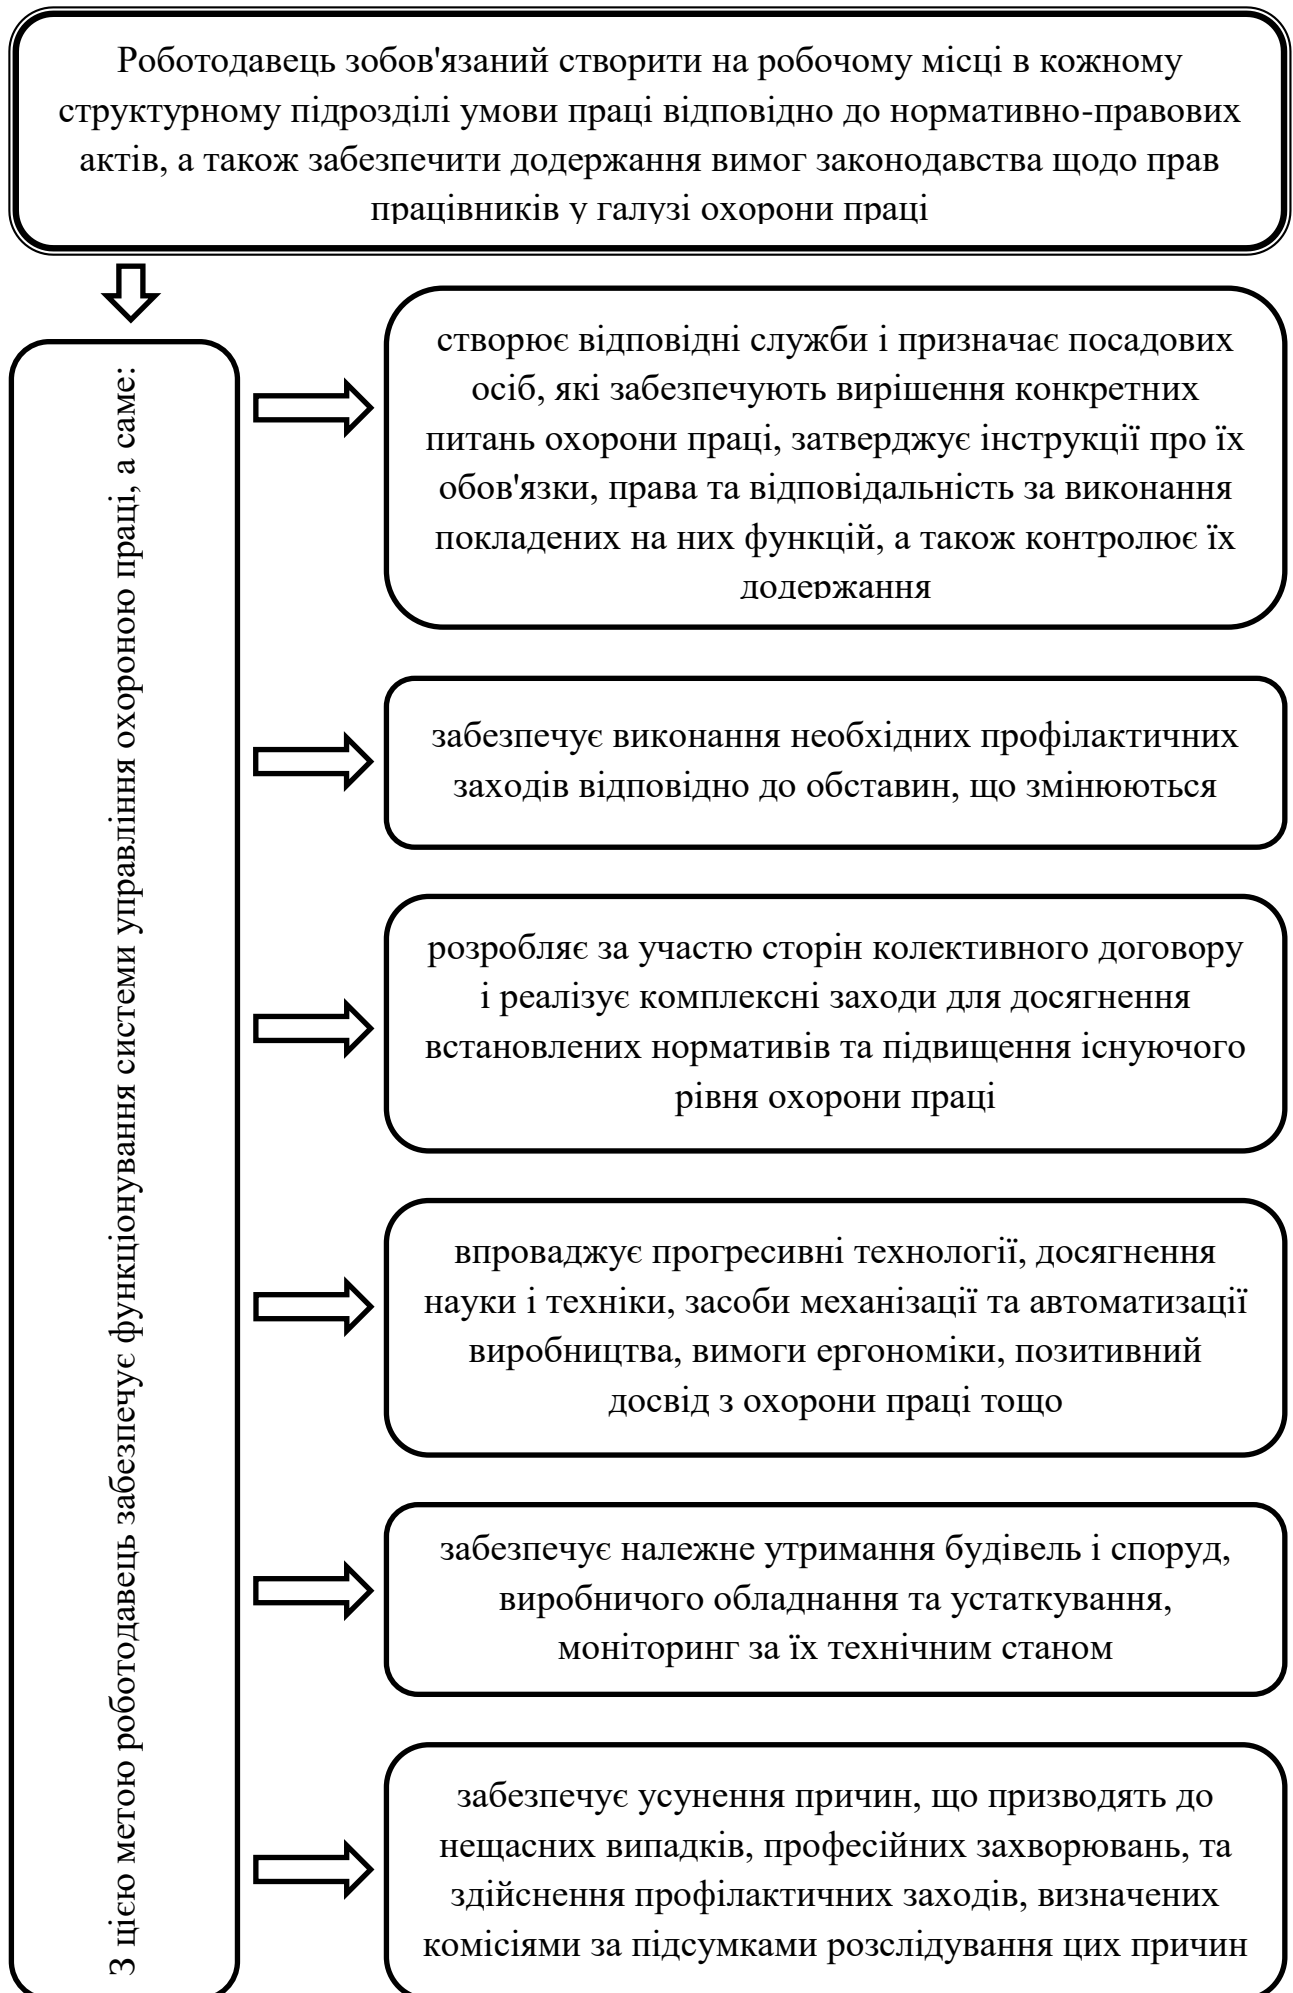 Роботодавець зобов'язаний створити на робочому місці в кожному
структурному підрозділі умови праці відповідно до нормативно-правових
актів, а також забезпечити додержання вимог законодавства щодо прав
працівників у галузі охорони праці
З цією метою роботодавець забезпечує функціонування системи управління охороною праці, а саме:
створює відповідні служби і призначає посадових
осіб, які забезпечують вирішення конкретних
питань охорони праці, затверджує інструкції про їх
обов'язки, права та відповідальність за виконання
покладених на них функцій, а також контролює їх
додержання
забезпечує виконання необхідних профілактичних
заходів відповідно до обставин, що змінюються
розробляє за участю сторін колективного договору
і реалізує комплексні заходи для досягнення
встановлених нормативів та підвищення існуючого
рівня охорони праці
впроваджує прогресивні технології, досягнення
науки і техніки, засоби механізації та автоматизації
виробництва, вимоги ергономіки, позитивний
досвід з охорони праці тощо
забезпечує належне утримання будівель і споруд,
виробничого обладнання та устаткування,
моніторинг за їх технічним станом
забезпечує усунення причин, що призводять до
нещасних випадків, професійних захворювань, та
здійснення профілактичних заходів, визначених
комісіями за підсумками розслідування цих причин